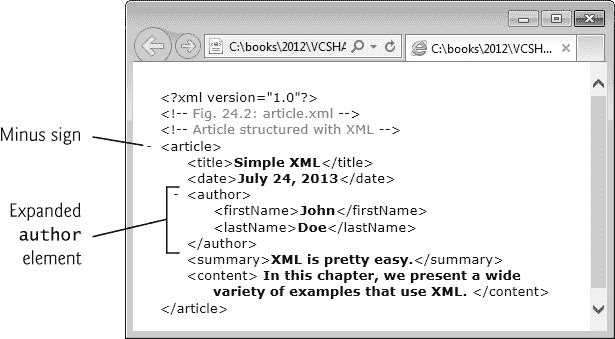 C:\books\2012\VCSHA
C:\books\2012\VCSH...
<?xml version="1.0"?>
<!-- Fig. 24.2: article.xml -->
<!-- Article structured with XML -->
Minus sign
- <article>
<title>Simple XML</title>
<date>July 24, 2013</date>
Expanded
author
element
- <author>
<firstName>John</firstName>
<lastName>Doe</lastName>
</author>
<summary>XML is pretty easy.</summary>
<content> In this chapter, we present a wide
variety of examples that use XML. </content>
</article>